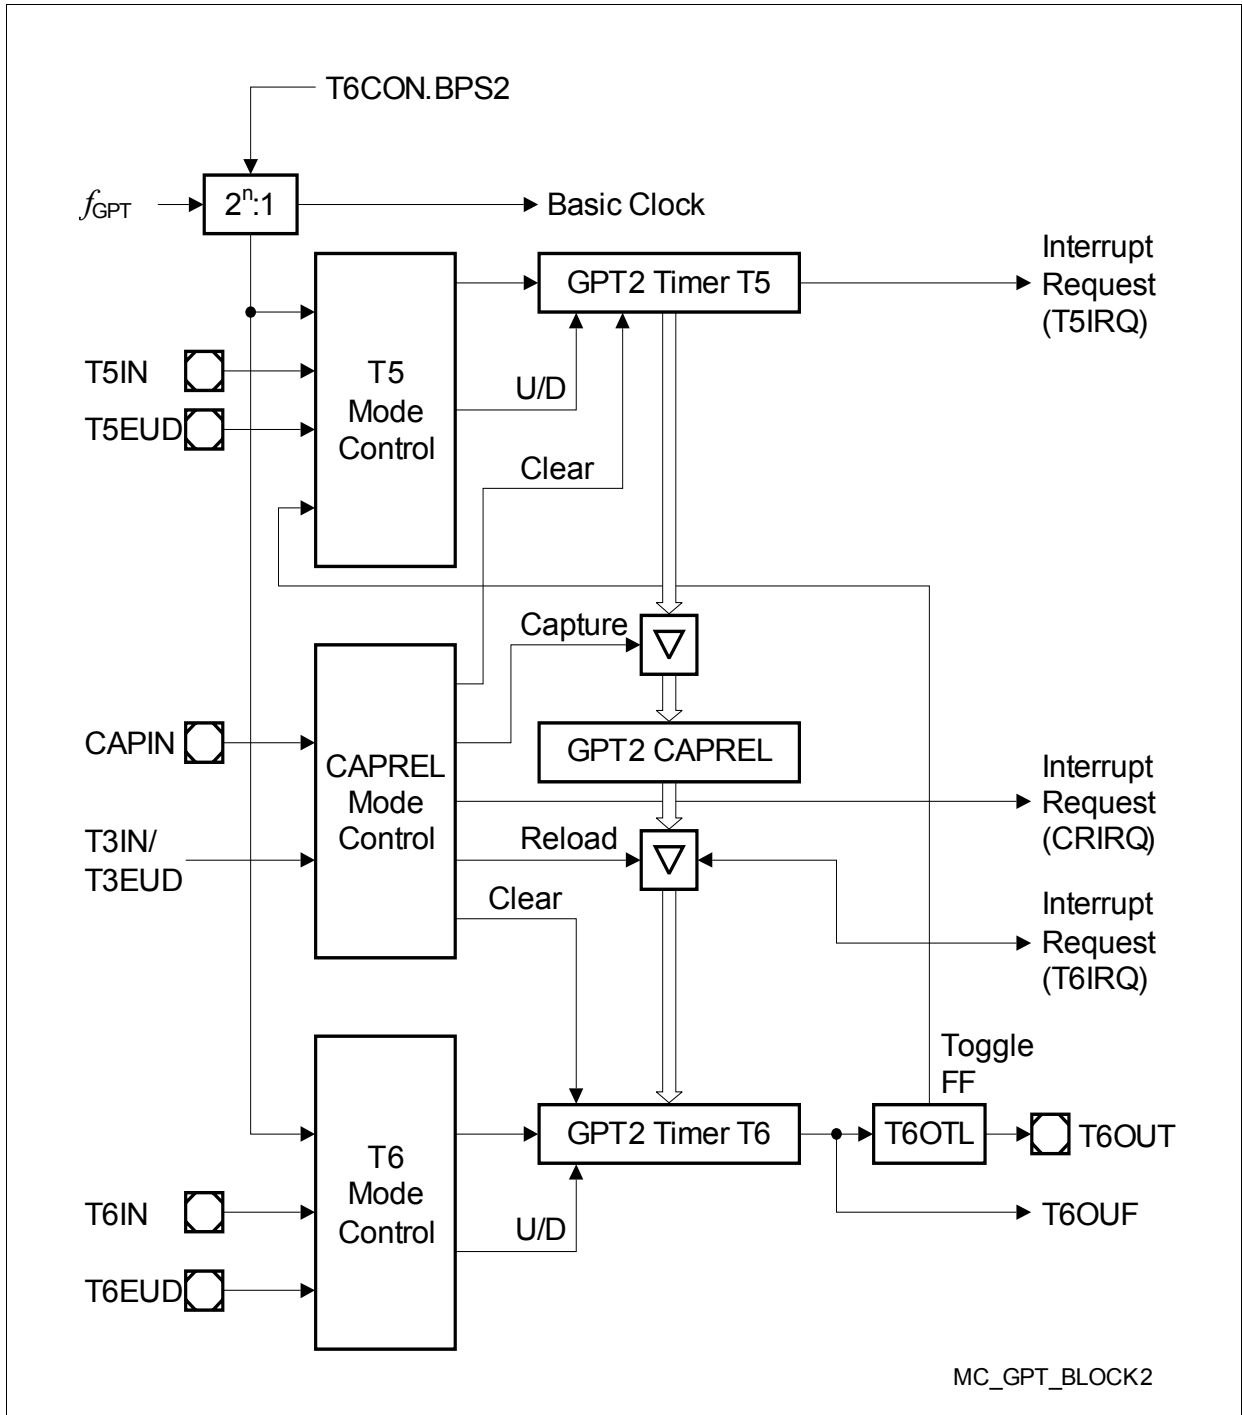 T6CON.BPS2
fGPT
2n:1
Basic Clock
Interrupt
Request
(T5IRQ)
GPT2 Timer T5
T5IN
T5
Mode
Control
U/D
T5EUD
Clear
Capture
CAPIN
GPT2 CAPREL
CAPREL
Mode
Control
Interrupt
Request
(CRIRQ)
T3IN/
T3EUD
Reload
Clear
Interrupt
Request
(T6IRQ)
Toggle
FF
GPT2 Timer T6
T6OTL
T6OUT
T6
Mode
Control
T6IN
U/D
T6OUF
T6EUD
MC_GPT_BLOCK2